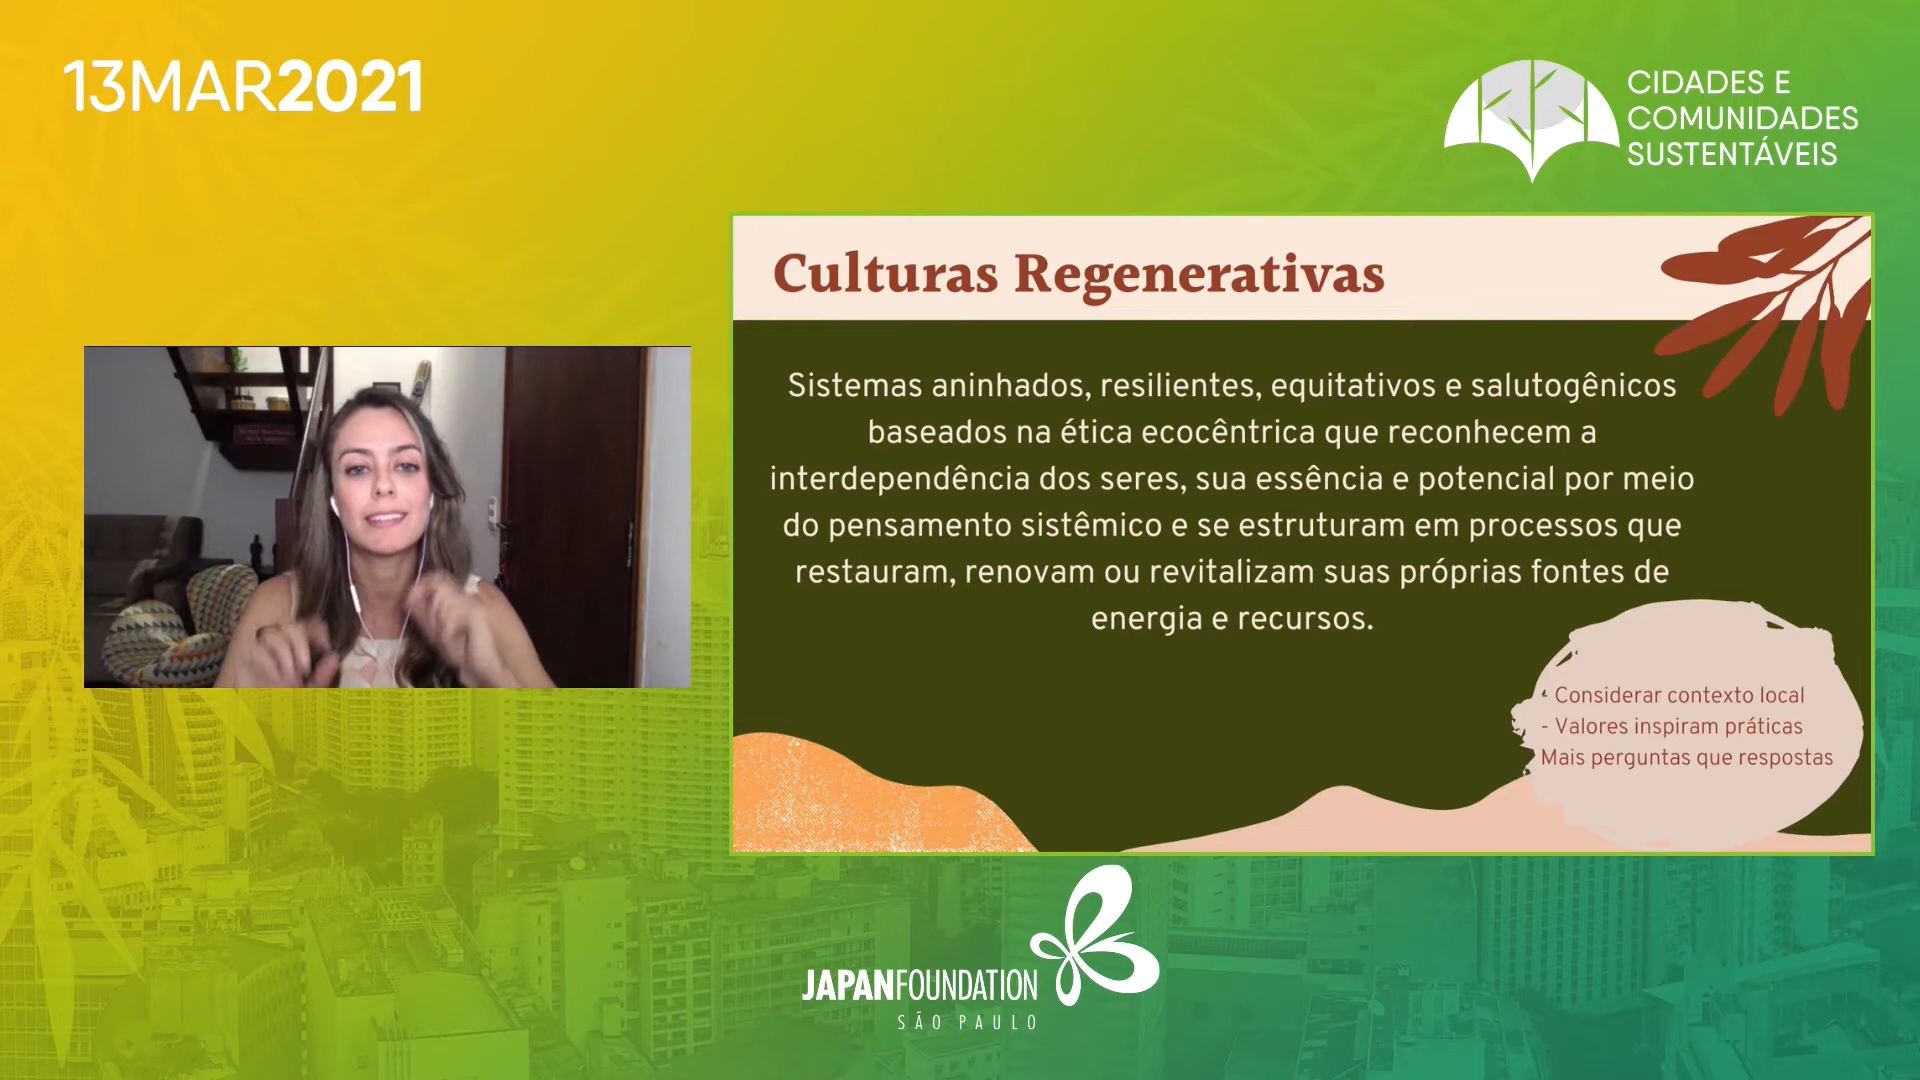 13MAR2021
CIDADES E
COMUNIDADES
SUSTENTÁVEIS
Culturas Regenerativas
Sistemas aninhados, resilientes, equitativos e salutogênicos
baseados na ética ecocêntrica que reconhecem a
interdependência dos seres, sua essência e potencial por meio
do pensamento sistêmico e se estruturam em processos que
restauram, renovam ou revitalizam suas próprias fontes de
energia e recursos.
- Considerar contexto local
- Valores inspiram práticas
Mais perguntas que respostas
JAPANFOUNDATION
SÃO PAULO